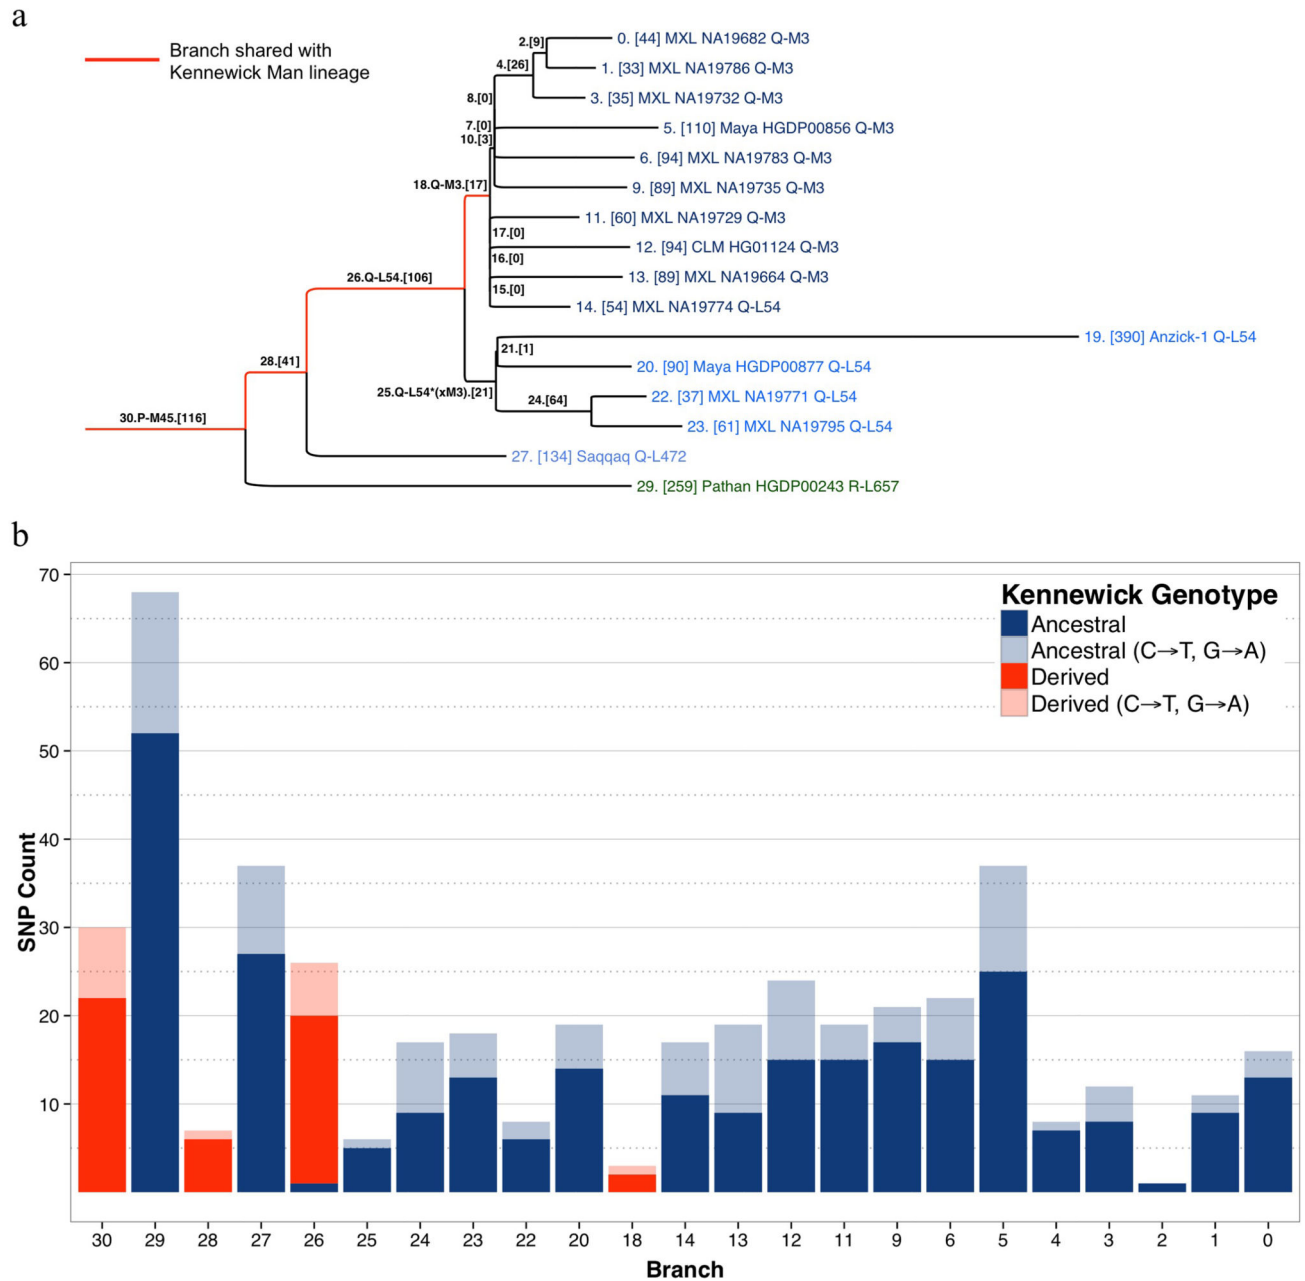 a
Branch shared with
Kennewick Man lineage
2.[9]
0. [44] MXL NA19682 Q-M3
4.[26]
1. [33] MXL NA19786 Q-M3
8.[0]
3. [35] MXL NA19732 Q-M3
7.[0]
5. [110] Maya HGDP00856 Q-M3
10.[3]
6. [94] MXL NA19783 Q-M3
18.Q-M3.[17]
9. [89] MXL NA19735 Q-M3
11. [60] MXL NA19729 Q-M3
17.[0]
12. [94] CLM HG01124 Q-M3
16.[0]
26.Q-L54.[106]
13. [89] MXL NA19664 Q-M3
15.[0]
14. [54] MXL NA19774 Q-L54
19. [390] Anzick-1 Q-L54
21.[1]
28.[41]
20. [90] Maya HGDP00877 Q-L54
25.Q-L54*(xM3).[21]
24.[64]
22. [37] MXL NA19771 Q-L54
30.P-M45.[116]
23. [61] MXL NA19795 Q-L54
27. [134] Saqqaq Q-L472
29. [259] Pathan HGDP00243 R-L657
b
Kennewick Genotype
Ancestral
Ancestral (C→T, G→A)
Derived
Derived (C→T, G→A)
SNP Count
70
60
50
40
30
20
10
30 29 28 27 26 25 24 23 22 20 18 14 13 12 11 9 6 5 4 3 2 1 0
Branch